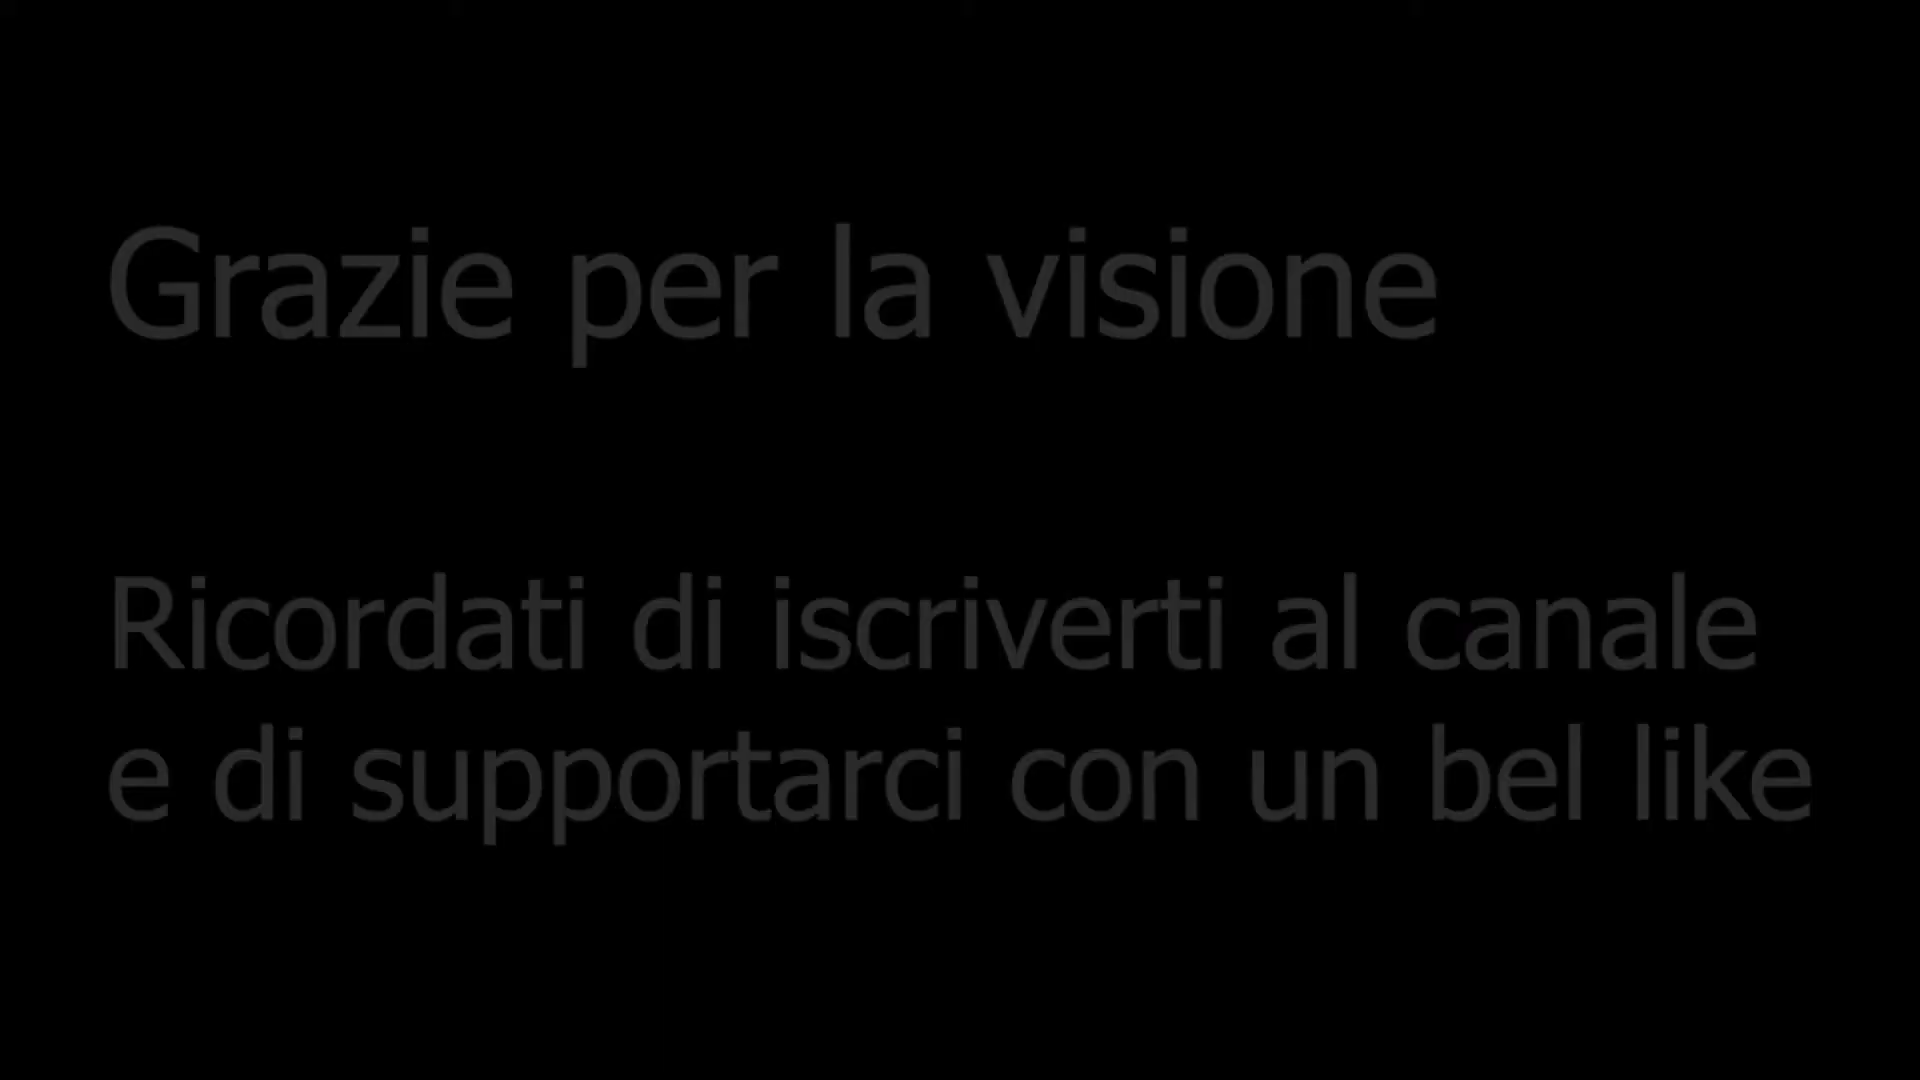 Grazie per la visione
Ricordati di iscriverti al canale
e di supportarci con un bel like